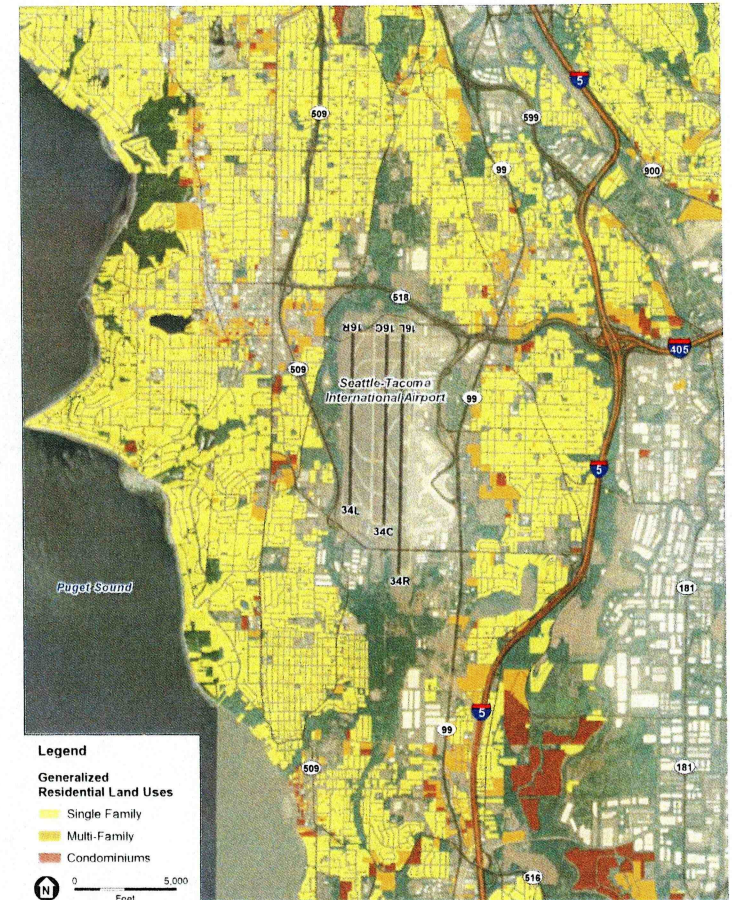 5
509
599
99
900
518
16R 16C 16L
405
509
Seattle-Tacoma
International Airport
99
5
34L
34C
34R
Puget Sound
181
5
99
509
181
516
Legend
Generalized
Residential Land Uses
Single Family
Multi-Family
Condominiums
N
0 5,000
Feet